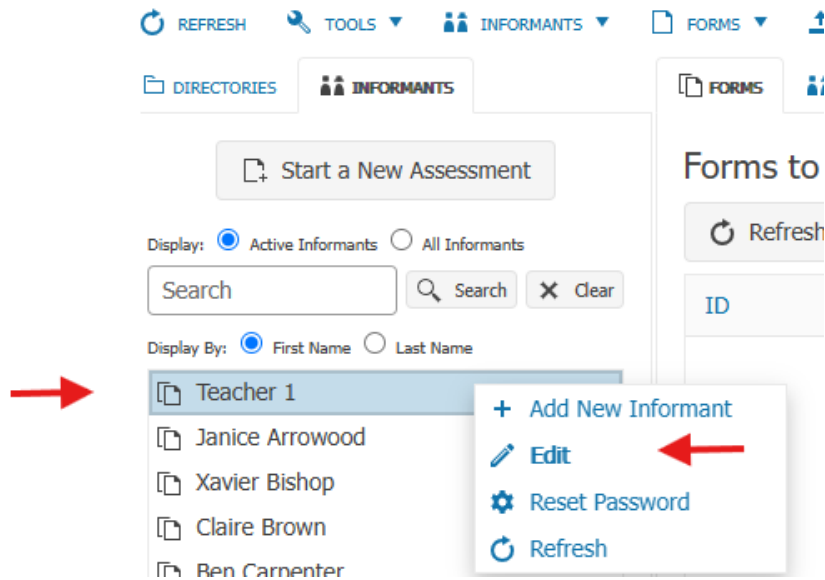 REFRESH TOOLS INFORMANTS FORMS
DIRECTORIES INFORMANTS FORMS
Start a New Assessment
Forms to
Display: Active Informants All Informants
Refresh
Search Search Clear
ID
Display By: First Name Last Name
Teacher 1
+ Add New Informant
Janice Arrowood
Edit
Xavier Bishop
Reset Password
Claire Brown
Refresh
Ben Carpenter